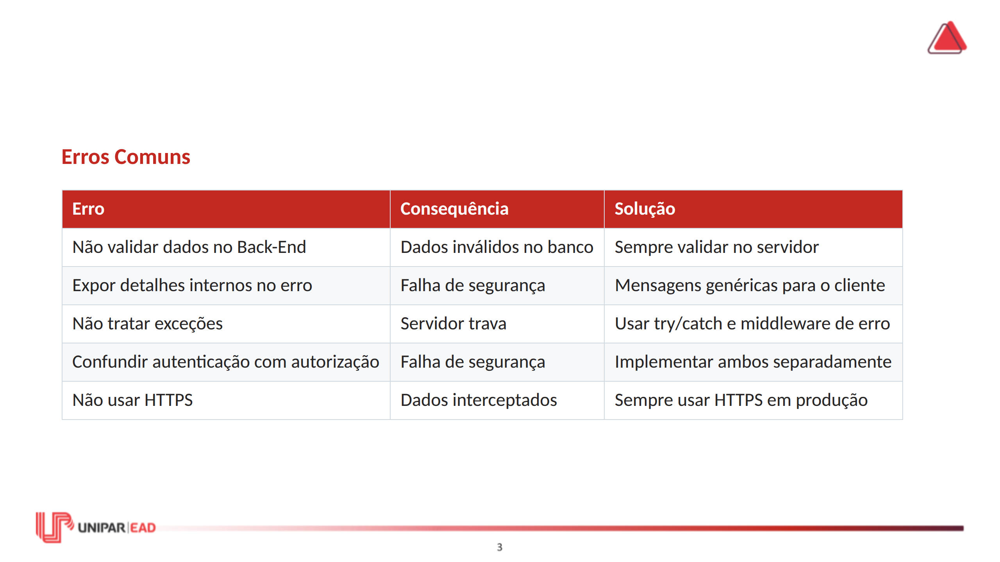 Erros Comuns
Erro Consequência Solução
Não validar dados no Back-End Dados inválidos no banco Sempre validar no servidor
Expor detalhes internos no erro Falha de segurança Mensagens genéricas para o cliente
Não tratar exceções Servidor trava Usar try/catch e middleware de erro
Confundir autenticação com autorização Falha de segurança Implementar ambos separadamente
Não usar HTTPS Dados interceptados Sempre usar HTTPS em produção
UNIPAR|EAD
3